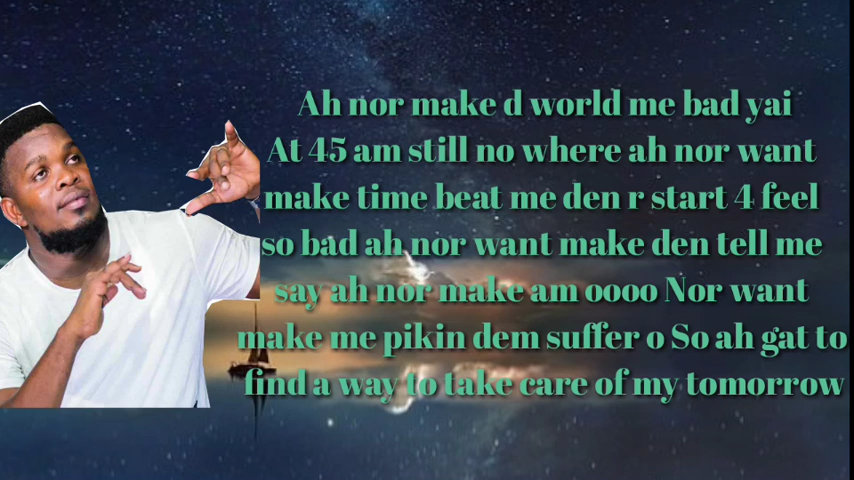 Ah nor make d world me bad yai
At 45 am still no where ah nor want
make time beat me den r start 4 feel
so bad ah nor want make den tell me
say ah nor make am oooo Nor want
make me pikin dem suffer o So ah gat to
find a way to take care of my tomorrow